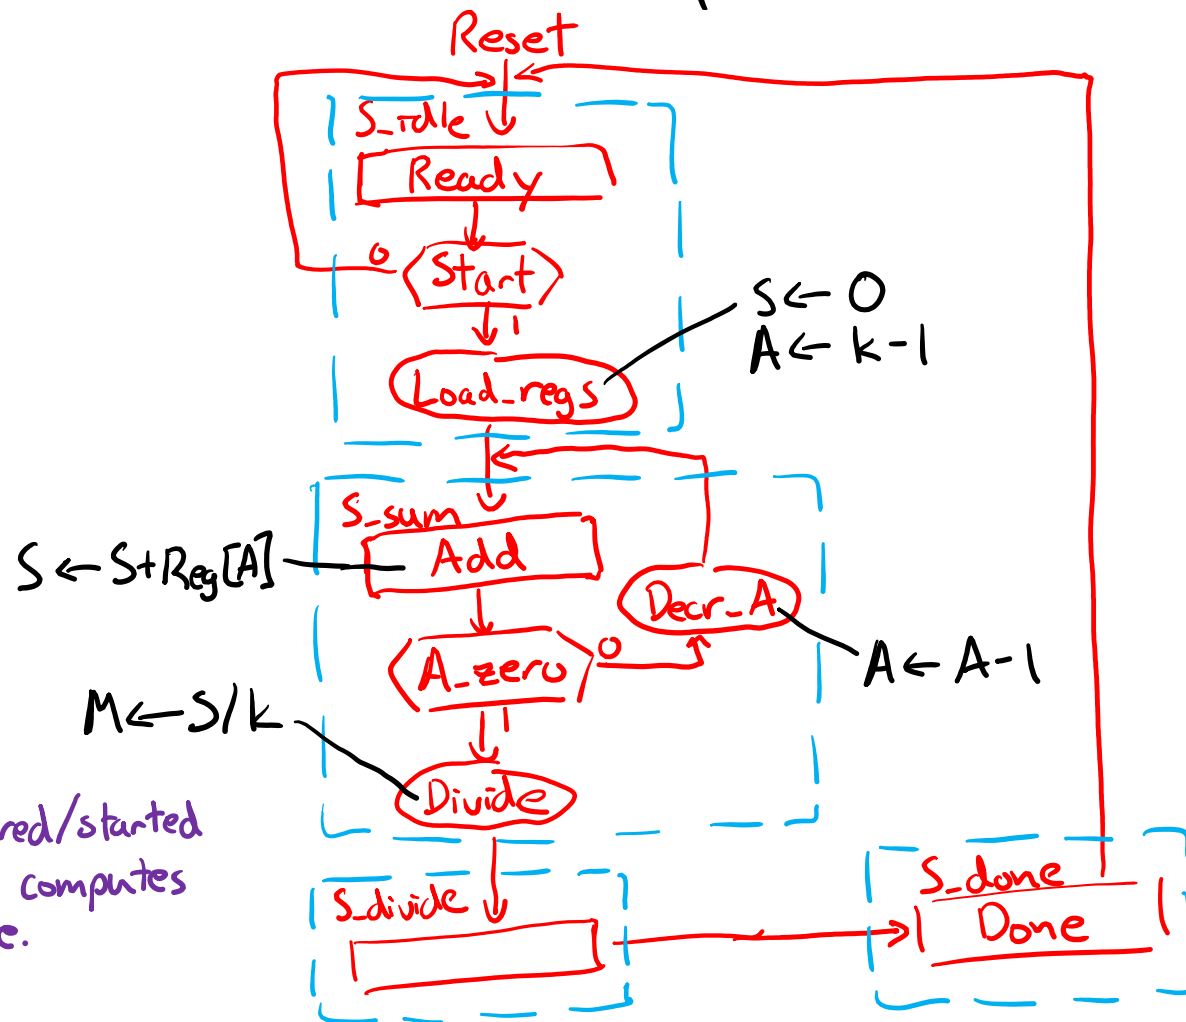 Reset
S_idle
Ready
0
Start
1
S ← 0
A ← k-1
Load_regs
S_sum
Add
S ← S+Reg[A]
Decr_A
A_zero
0
A ← A-1
1
M ← S/k
Divide
red/started
computes
e.
S_divide
S_done
Done